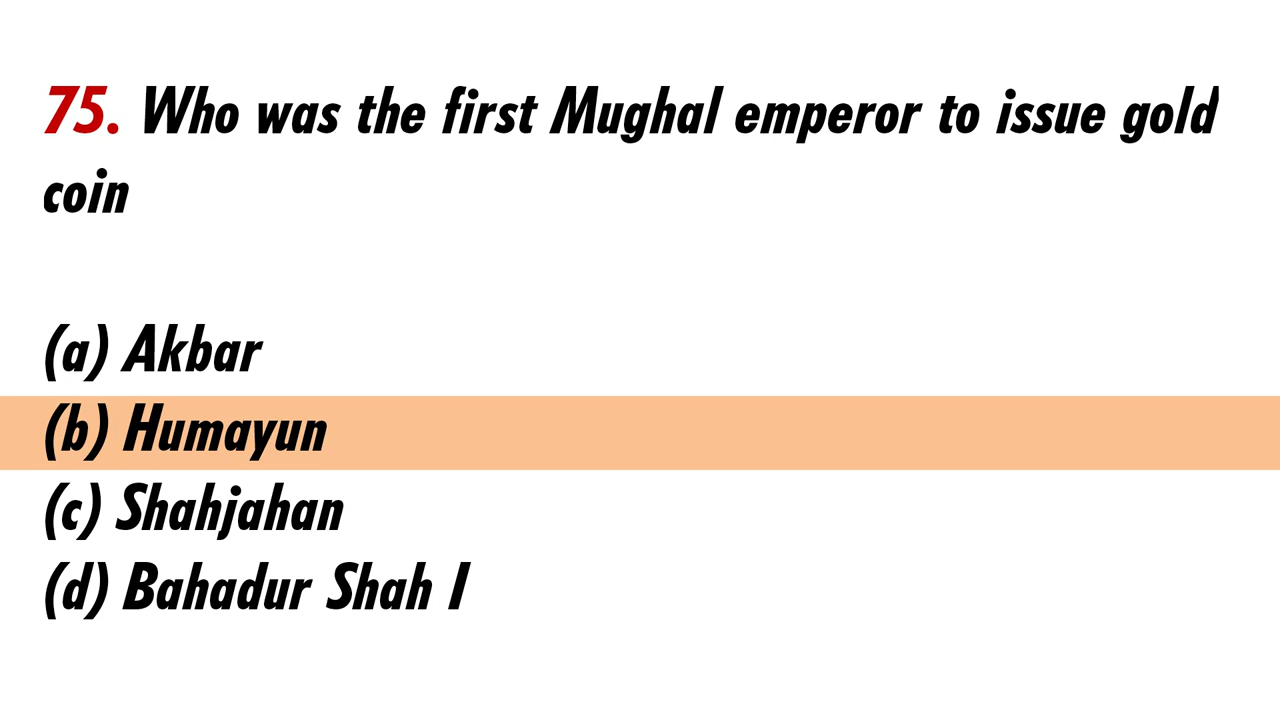 75. Who was the first Mughal emperor to issue gold
coin
(a) Akbar
(b) Humayun
(c) Shahjahan
(d) Bahadur Shah I